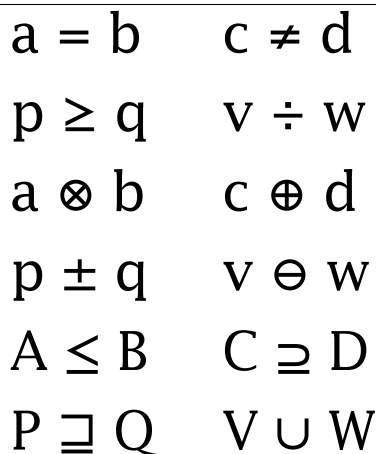 a = b c ≠ d
p ≥ q v ÷ w
a ⊗ b c ⊕ d
p ± q v ⊖ w
A ≤ B C ⊇ D
P ⊒ Q V ∪ W